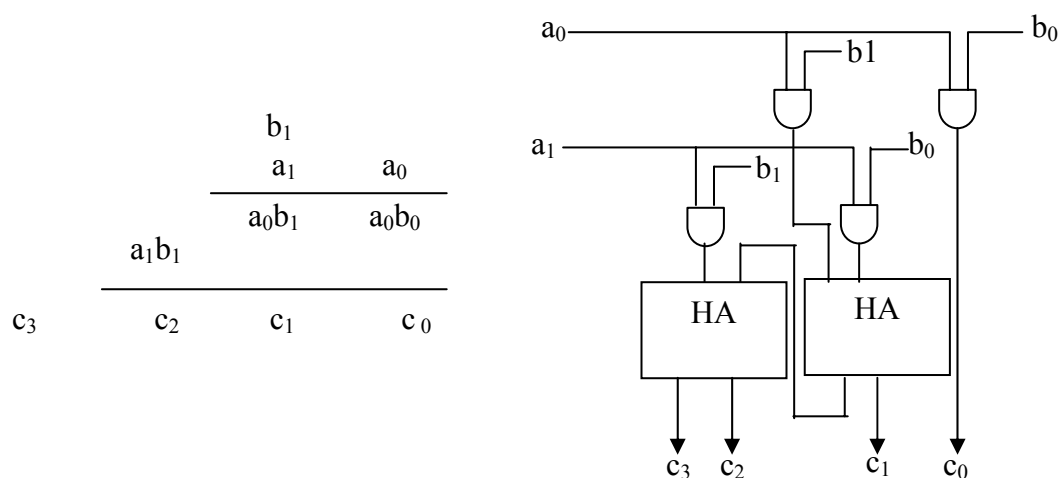 b₁
a₁ a₀
a₀b₁ a₀b₀
a₁b₁
c₃ c₂ c₁ c ₀
a₀ b₀
b1
a₁ b₀
b₁
HA HA
c₃ c₂ c₁ c₀